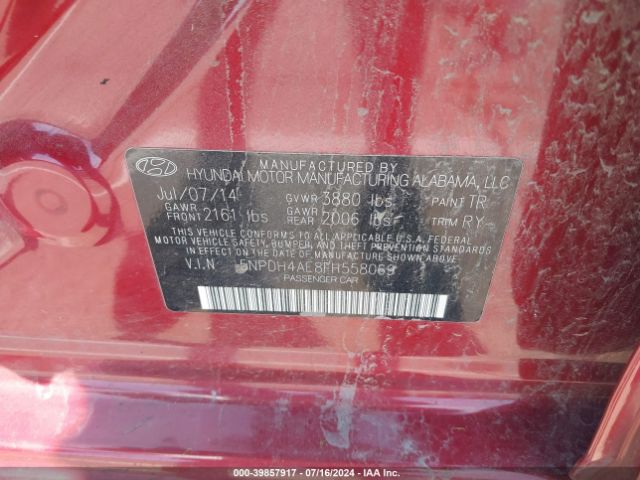 MANUFACTURED BY
HYUNDAI MOTOR MANUFACTURING ALABAMA, LLC
Jul/07/14 GVWR 3880 lbs. PAINT TR
GAWR FRONT 2161 lbs GAWR REAR 2006 lbs. TRIM RY
THIS VEHICLE CONFORMS TO ALL APPLICABLE FEDERAL
MOTOR VEHICLE SAFETY, BUMPER, AND THEFT PREVENTION STANDARDS
IN EFFECT ON THE DATE OF MANUFACTURE SHOWN ABOVE.
V.I.N 5NPDH4AE8FH558069
PASSENGER CAR
000-39857917 - 07/16/2024 - IAA Inc.